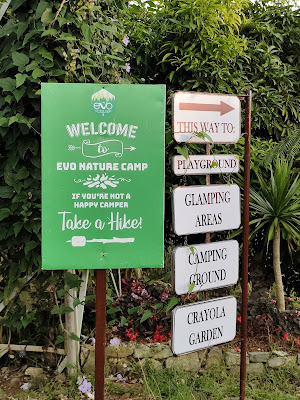 evo
WELCOME
to
EVO NATURE CAMP
IF YOU'RE NOT A
HAPPY CAMPER
Take a Hike!
THIS WAY TO:
PLAYGROUND
GLAMPING
AREAS
CAMPING
GROUND
CRAYOLA
GARDEN